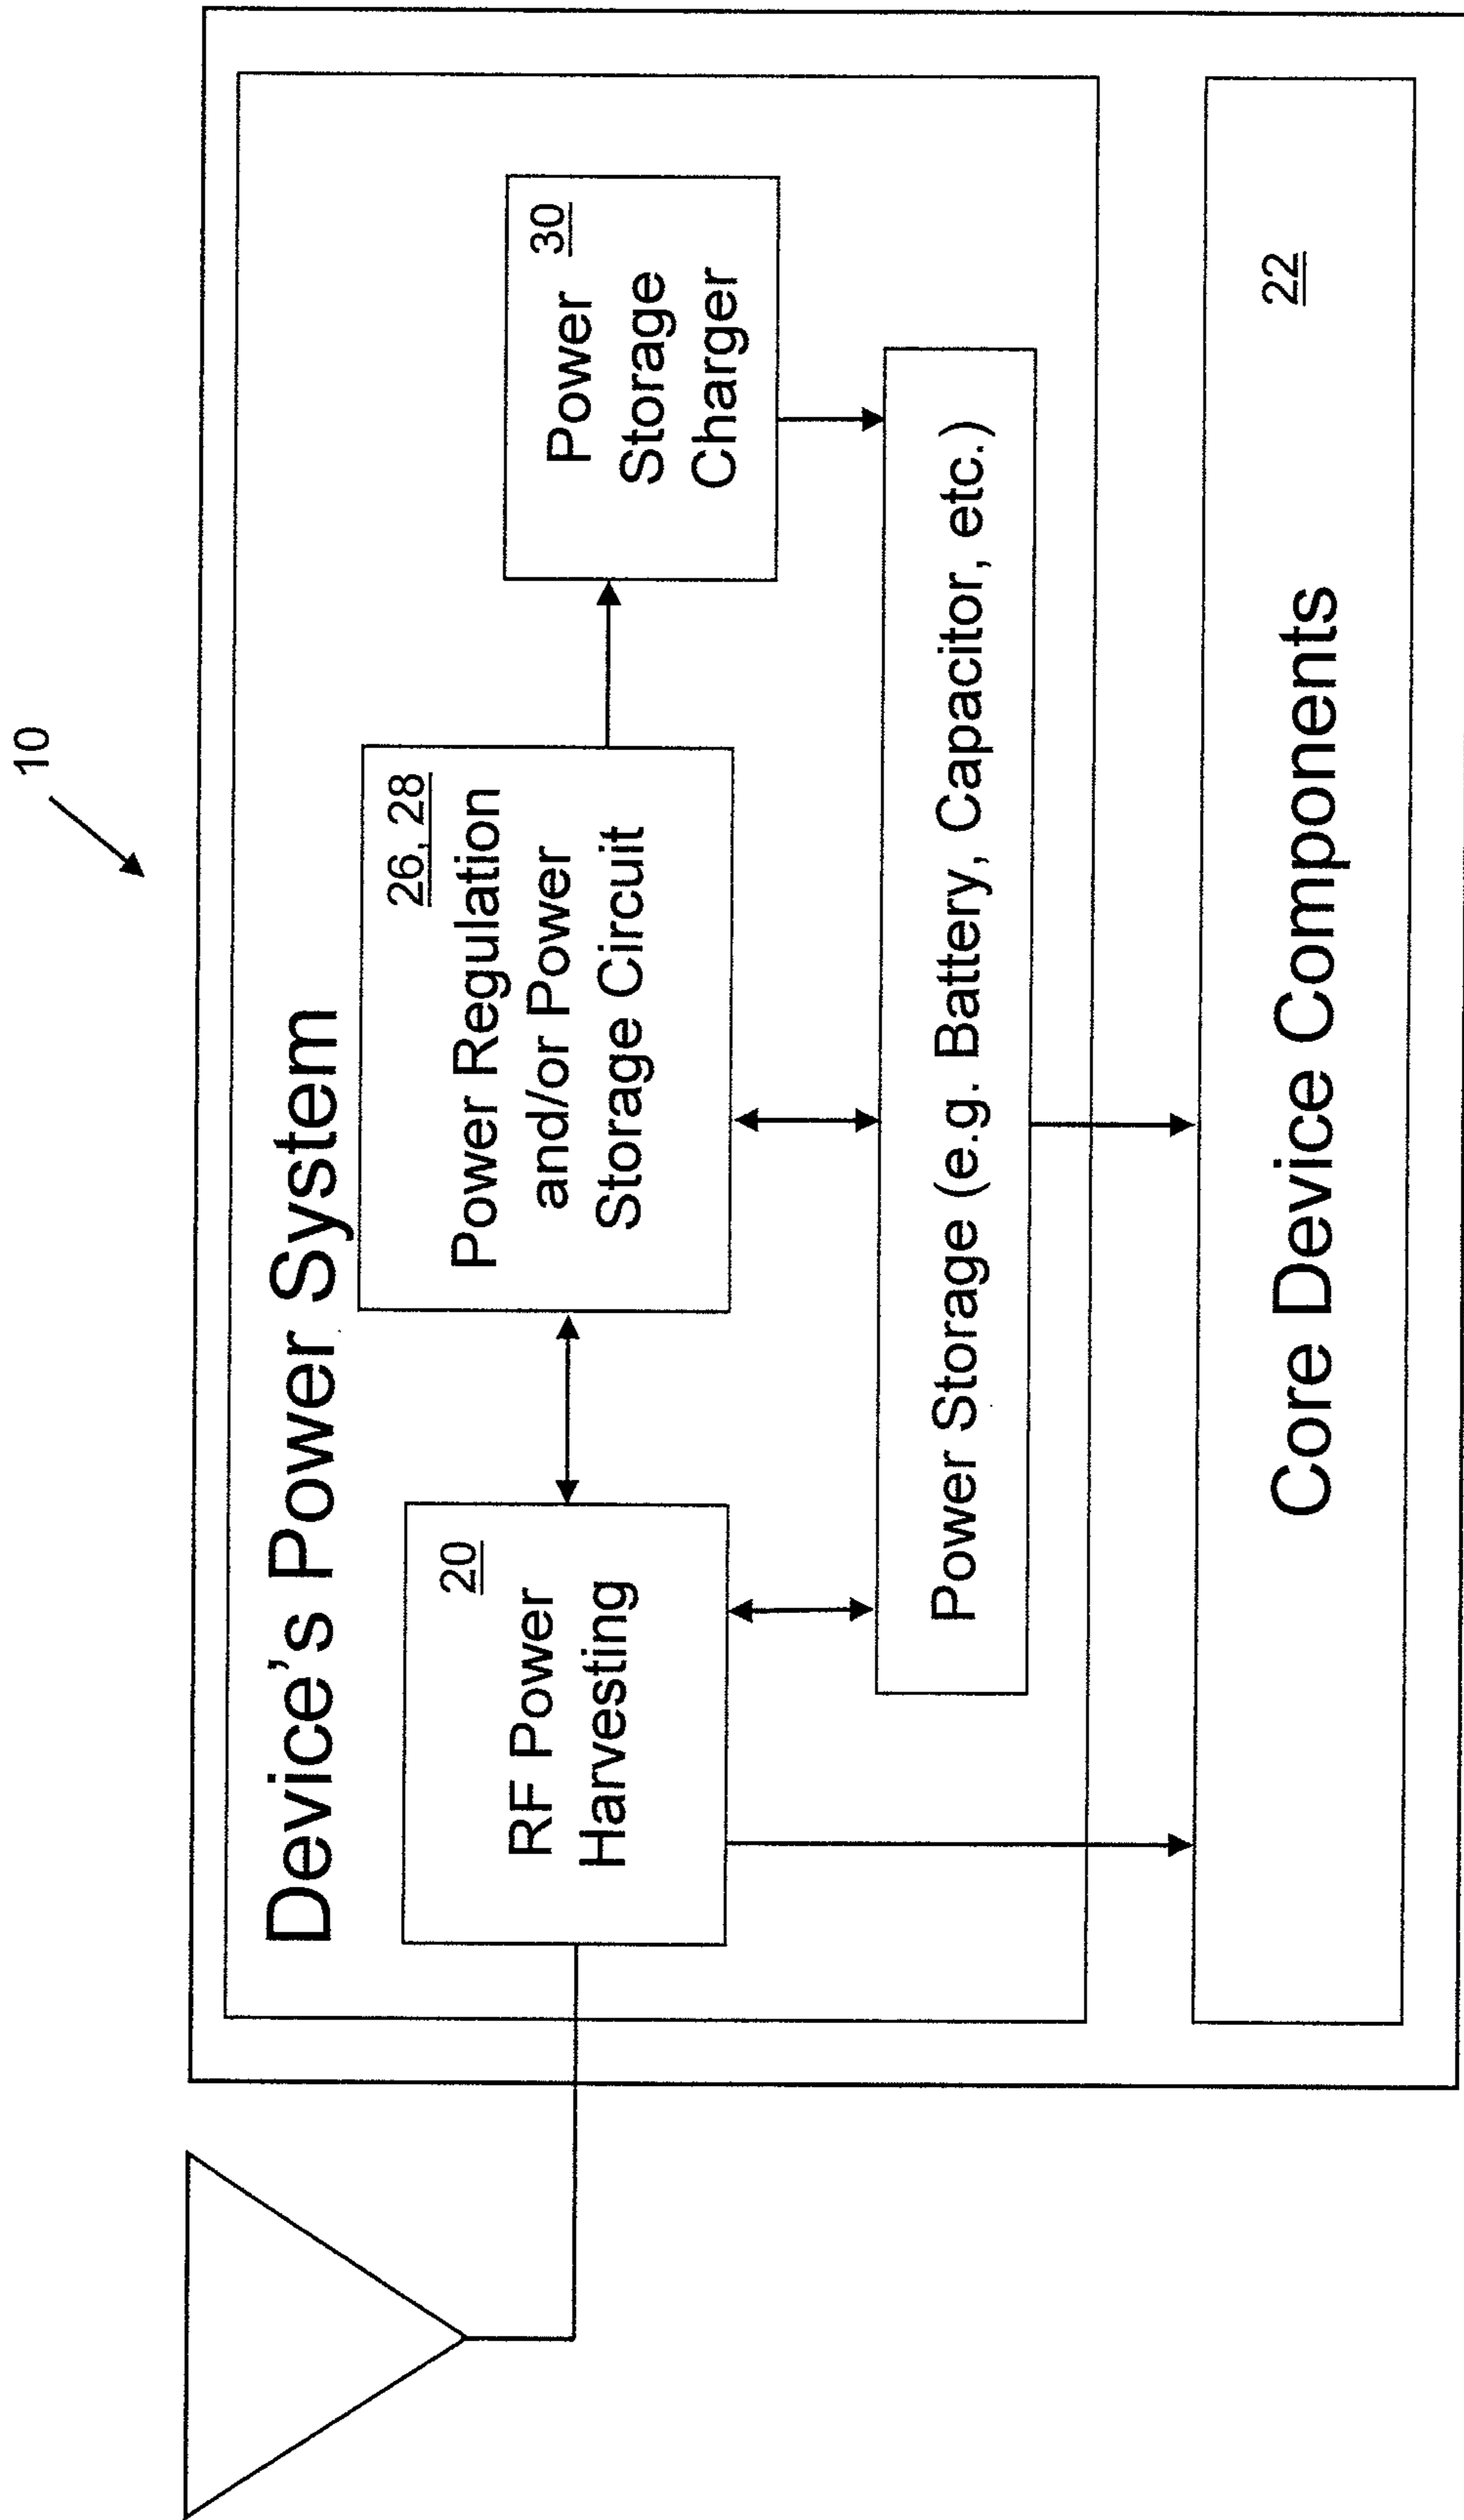 10
Device's Power System
20
RF Power
Harvesting
26, 28
Power Regulation
and/or Power
Storage Circuit
30
Power
Storage
Charger
Power Storage (e.g. Battery, Capacitor, etc.)
22
Core Device Components